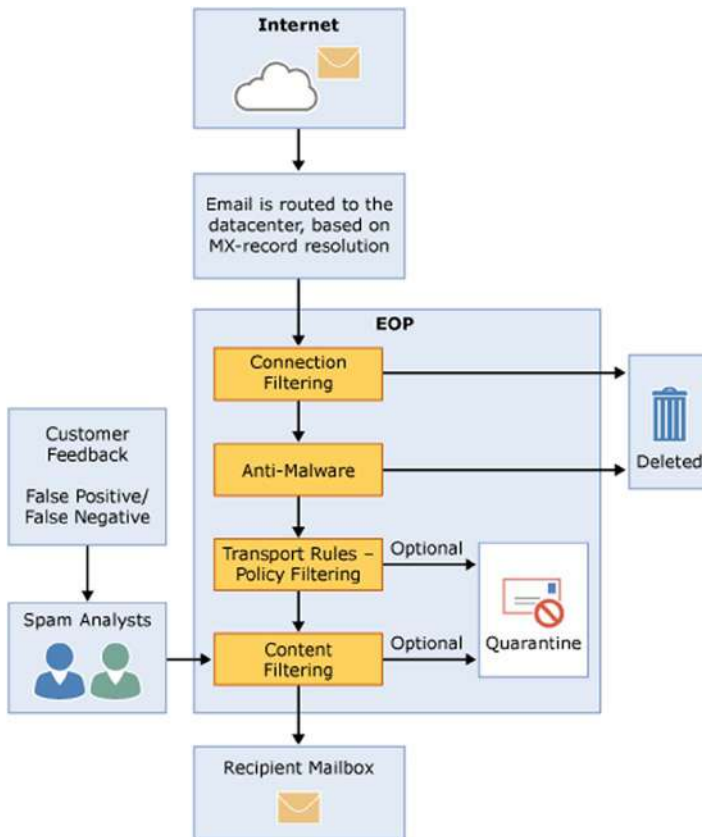 Internet
Email is routed to the
datacenter, based on
MX-record resolution
EOP
Connection
Filtering
Deleted
Customer
Feedback
False Positive/
False Negative
Anti-Malware
Transport Rules –
Policy Filtering
Optional
Quarantine
Spam Analysts
Content
Filtering
Optional
Recipient Mailbox